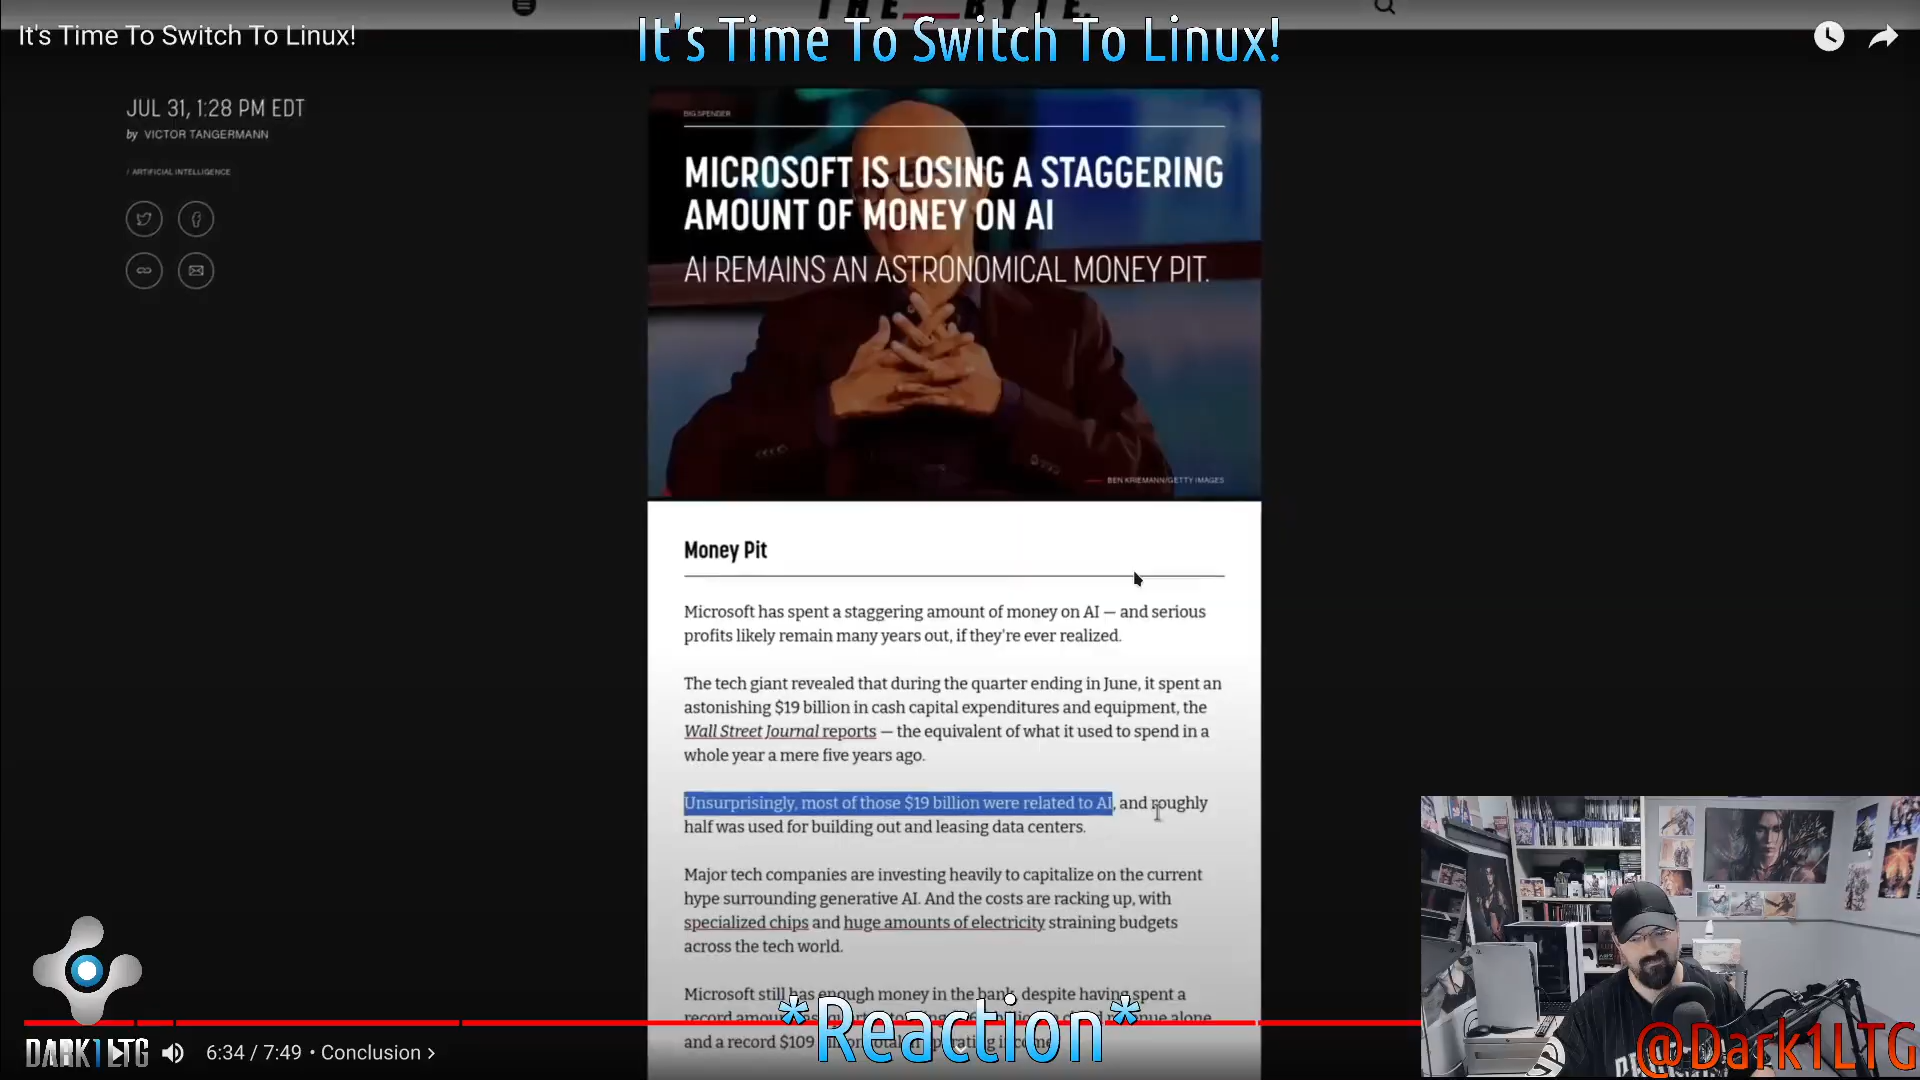 THE BYTE.
It's Time To Switch To Linux!
It's Time To Switch To Linux!
JUL 31, 1:28 PM EDT
by VICTOR TANGERMANN
/ ARTIFICIAL INTELLIGENCE
BIG SPENDER
MICROSOFT IS LOSING A STAGGERING
AMOUNT OF MONEY ON AI
AI REMAINS AN ASTRONOMICAL MONEY PIT.
BEN KRIEMANN/GETTY IMAGES
Money Pit
Microsoft has spent a staggering amount of money on AI — and serious
profits likely remain many years out, if they're ever realized.
The tech giant revealed that during the quarter ending in June, it spent an
astonishing $19 billion in cash capital expenditures and equipment, the
Wall Street Journal reports — the equivalent of what it used to spend in a
whole year a mere five years ago.
Unsurprisingly, most of those $19 billion were related to AI, and roughly
half was used for building out and leasing data centers.
Major tech companies are investing heavily to capitalize on the current
hype surrounding generative AI. And the costs are racking up, with
specialized chips and huge amounts of electricity straining budgets
across the tech world.
Microsoft still has enough money in the bank, despite having spent a
record
alone
and a record $109
*Reaction*
DARK1LTG
6:34 / 7:49 • Conclusion >
@Dark1LTG